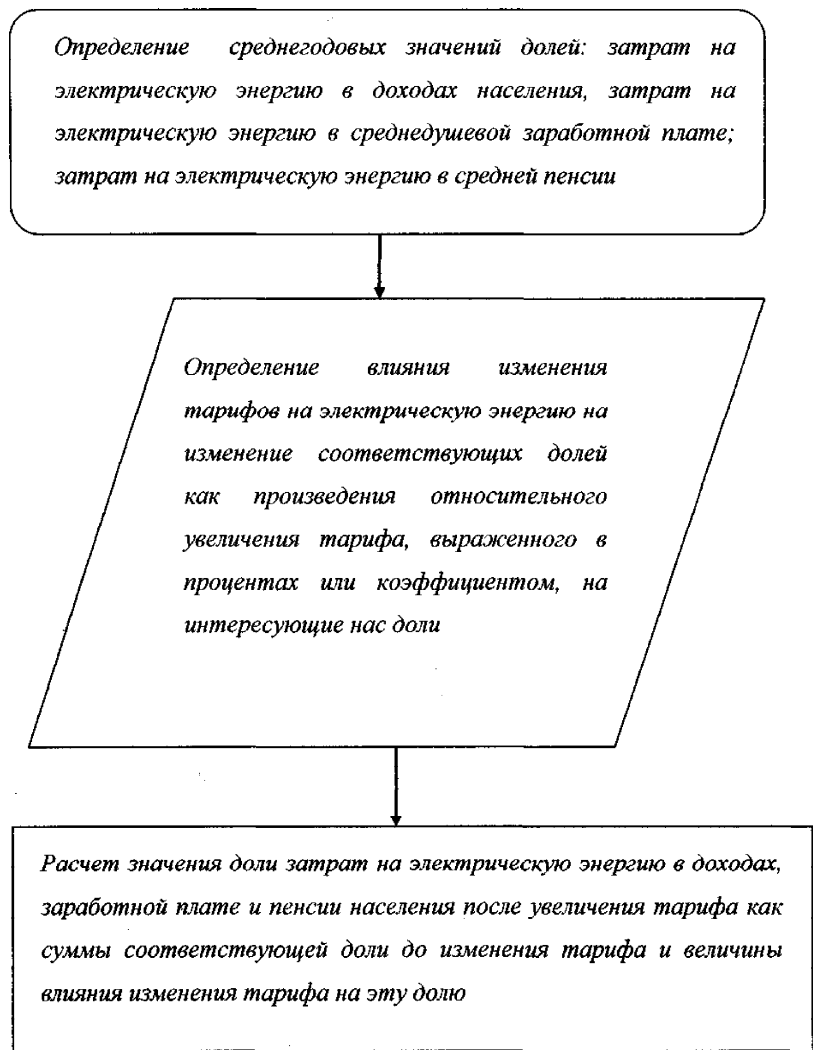 Определение среднегодовых значений долей: затрат на
электрическую энергию в доходах населения, затрат на
электрическую энергию в среднедушевой заработной плате;
затрат на электрическую энергию в средней пенсии
Определение влияния изменения
тарифов на электрическую энергию на
изменение соответствующих долей
как произведения относительного
увеличения тарифа, выраженного в
процентах или коэффициентом, на
интересующие нас доли
Расчет значения доли затрат на электрическую энергию в доходах,
заработной плате и пенсии населения после увеличения тарифа как
суммы соответствующей доли до изменения тарифа и величины
влияния изменения тарифа на эту долю